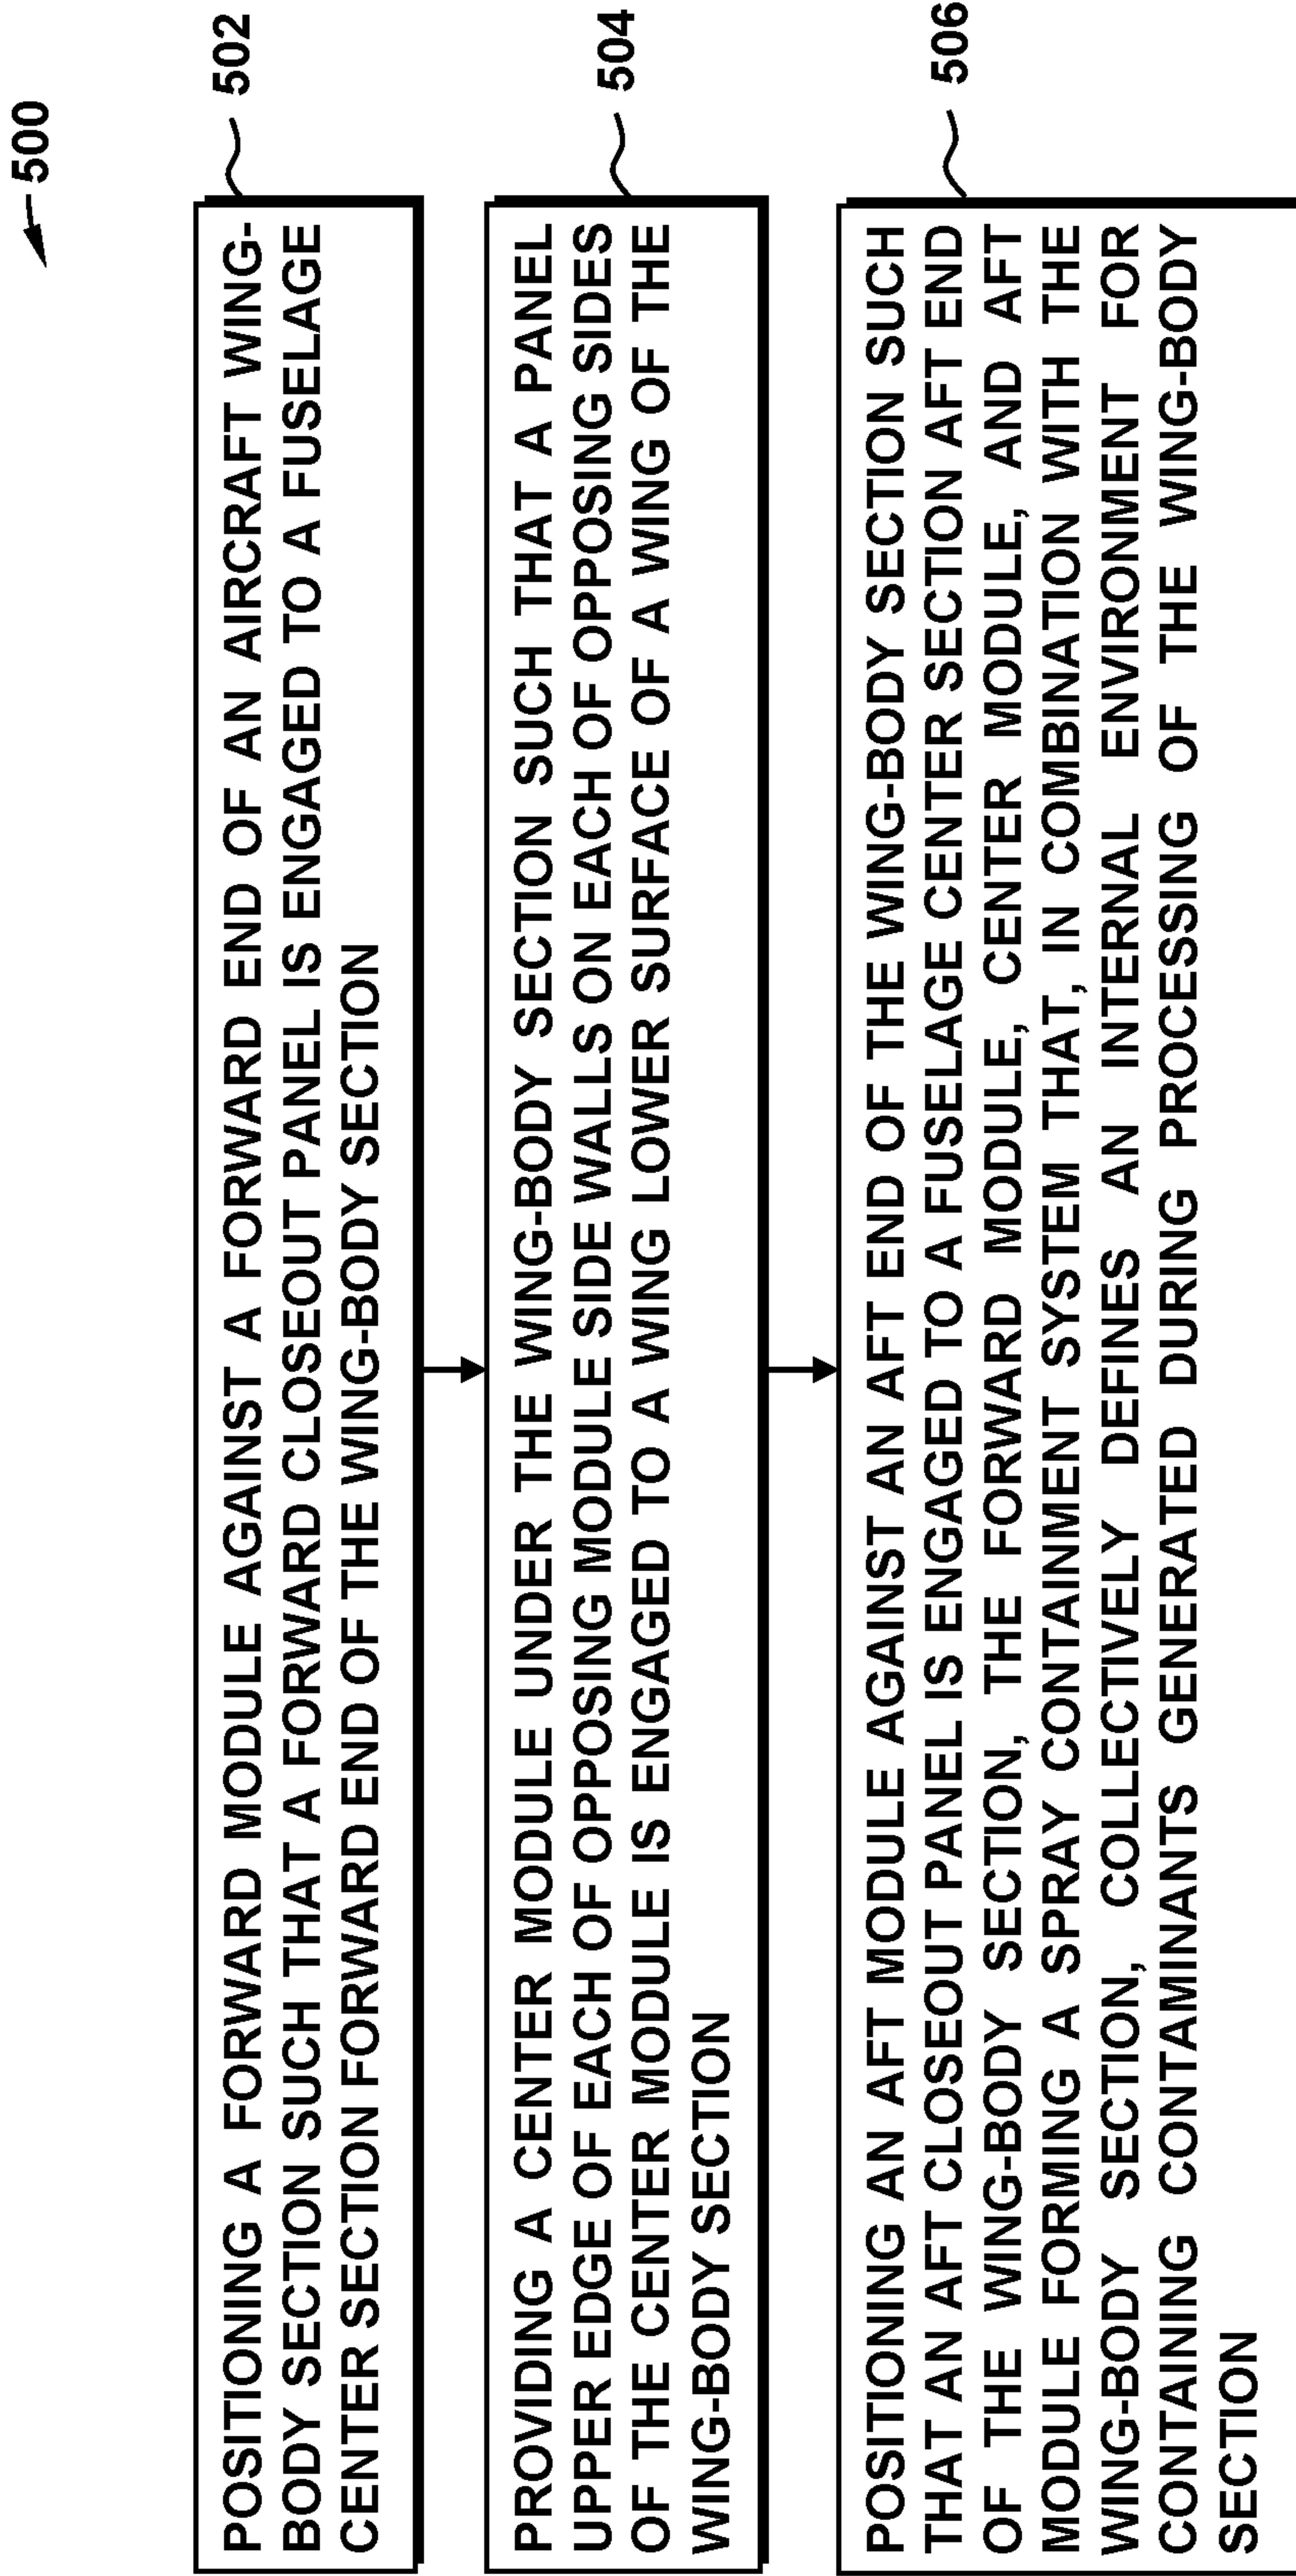 500
502
POSITIONING A FORWARD MODULE AGAINST A FORWARD END OF AN AIRCRAFT WING-
BODY SECTION SUCH THAT A FORWARD CLOSEOUT PANEL IS ENGAGED TO A FUSELAGE
CENTER SECTION FORWARD END OF THE WING-BODY SECTION
504
PROVIDING A CENTER MODULE UNDER THE WING-BODY SECTION SUCH THAT A PANEL
UPPER EDGE OF EACH OF OPPOSING MODULE SIDE WALLS ON EACH OF OPPOSING SIDES
OF THE CENTER MODULE IS ENGAGED TO A WING LOWER SURFACE OF A WING OF THE
WING-BODY SECTION
506
POSITIONING AN AFT MODULE AGAINST AN AFT END OF THE WING-BODY SECTION SUCH
THAT AN AFT CLOSEOUT PANEL IS ENGAGED TO A FUSELAGE CENTER SECTION AFT END
OF THE WING-BODY SECTION, THE FORWARD MODULE, CENTER MODULE, AND AFT
MODULE FORMING A SPRAY CONTAINMENT SYSTEM THAT, IN COMBINATION WITH THE
WING-BODY SECTION, COLLECTIVELY DEFINES AN INTERNAL ENVIRONMENT FOR
CONTAINING CONTAMINANTS GENERATED DURING PROCESSING OF THE WING-BODY
SECTION